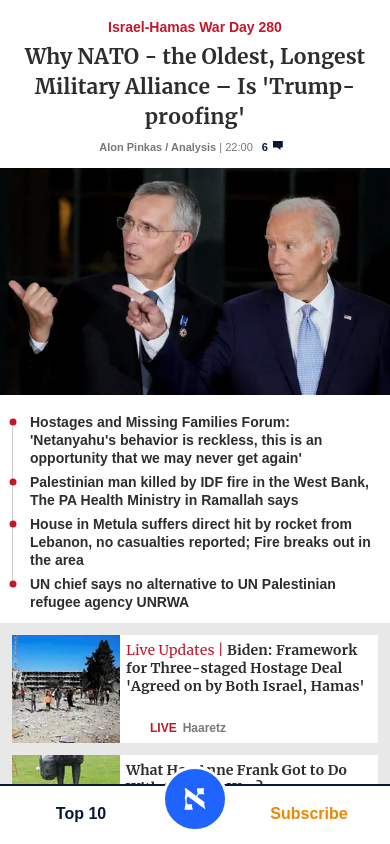 Israel-Hamas War Day 280
Why NATO - the Oldest, Longest
Military Alliance – Is 'Trump-
proofing'
Alon Pinkas / Analysis | 22:00 6
Hostages and Missing Families Forum:
'Netanyahu's behavior is reckless, this is an
opportunity that we may never get again'
Palestinian man killed by IDF fire in the West Bank,
The PA Health Ministry in Ramallah says
House in Metula suffers direct hit by rocket from
Lebanon, no casualties reported; Fire breaks out in
the area
UN chief says no alternative to UN Palestinian
refugee agency UNRWA
Live Updates | Biden: Framework
for Three-staged Hostage Deal
'Agreed on by Both Israel, Hamas'
LIVE Haaretz
What Ha Anne Frank Got to Do
Top 10
Subscribe